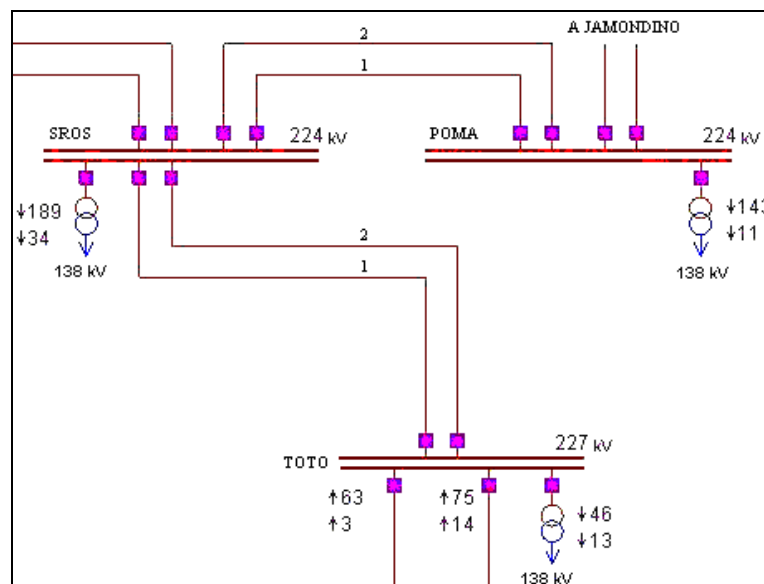 2
A JAMONDINO
1
SROS
224 kV
POMA
224 kV
↓189
↓34
138 kV
↓143
↓11
138 kV
2
1
227 kV
TOTO
↑63
↑3
↑75
↑14
↓46
↓13
138 kV